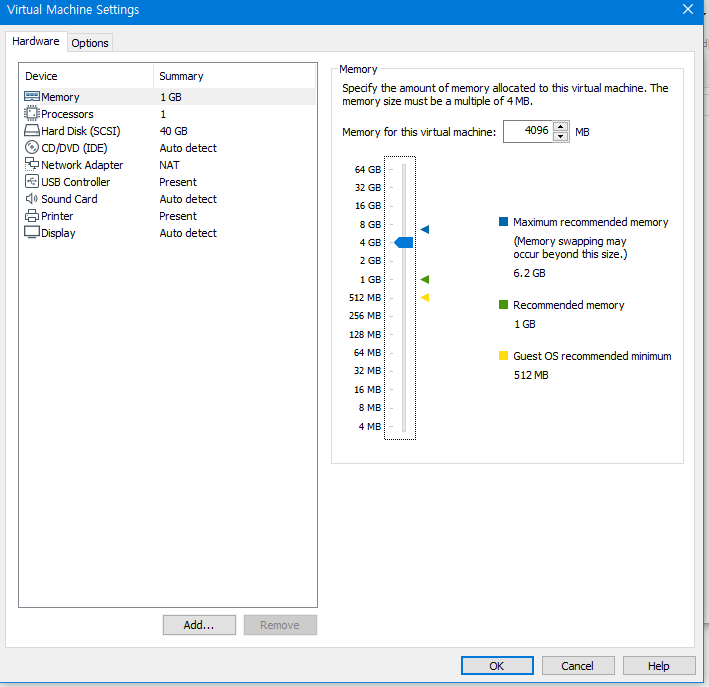 Virtual Machine Settings
Hardware
Options
Device Summary
Memory 1 GB
Processors 1
Hard Disk (SCSI) 40 GB
CD/DVD (IDE) Auto detect
Network Adapter NAT
USB Controller Present
Sound Card Auto detect
Printer Present
Display Auto detect
Add...
Remove
Memory
Specify the amount of memory allocated to this virtual machine. The
memory size must be a multiple of 4 MB.
Memory for this virtual machine: 4096 MB
64 GB
32 GB
16 GB
8 GB
4 GB
2 GB
1 GB
512 MB
256 MB
128 MB
64 MB
32 MB
16 MB
8 MB
4 MB
Maximum recommended memory
(Memory swapping may
occur beyond this size.)
6.2 GB
Recommended memory
1 GB
Guest OS recommended minimum
512 MB
OK
Cancel
Help